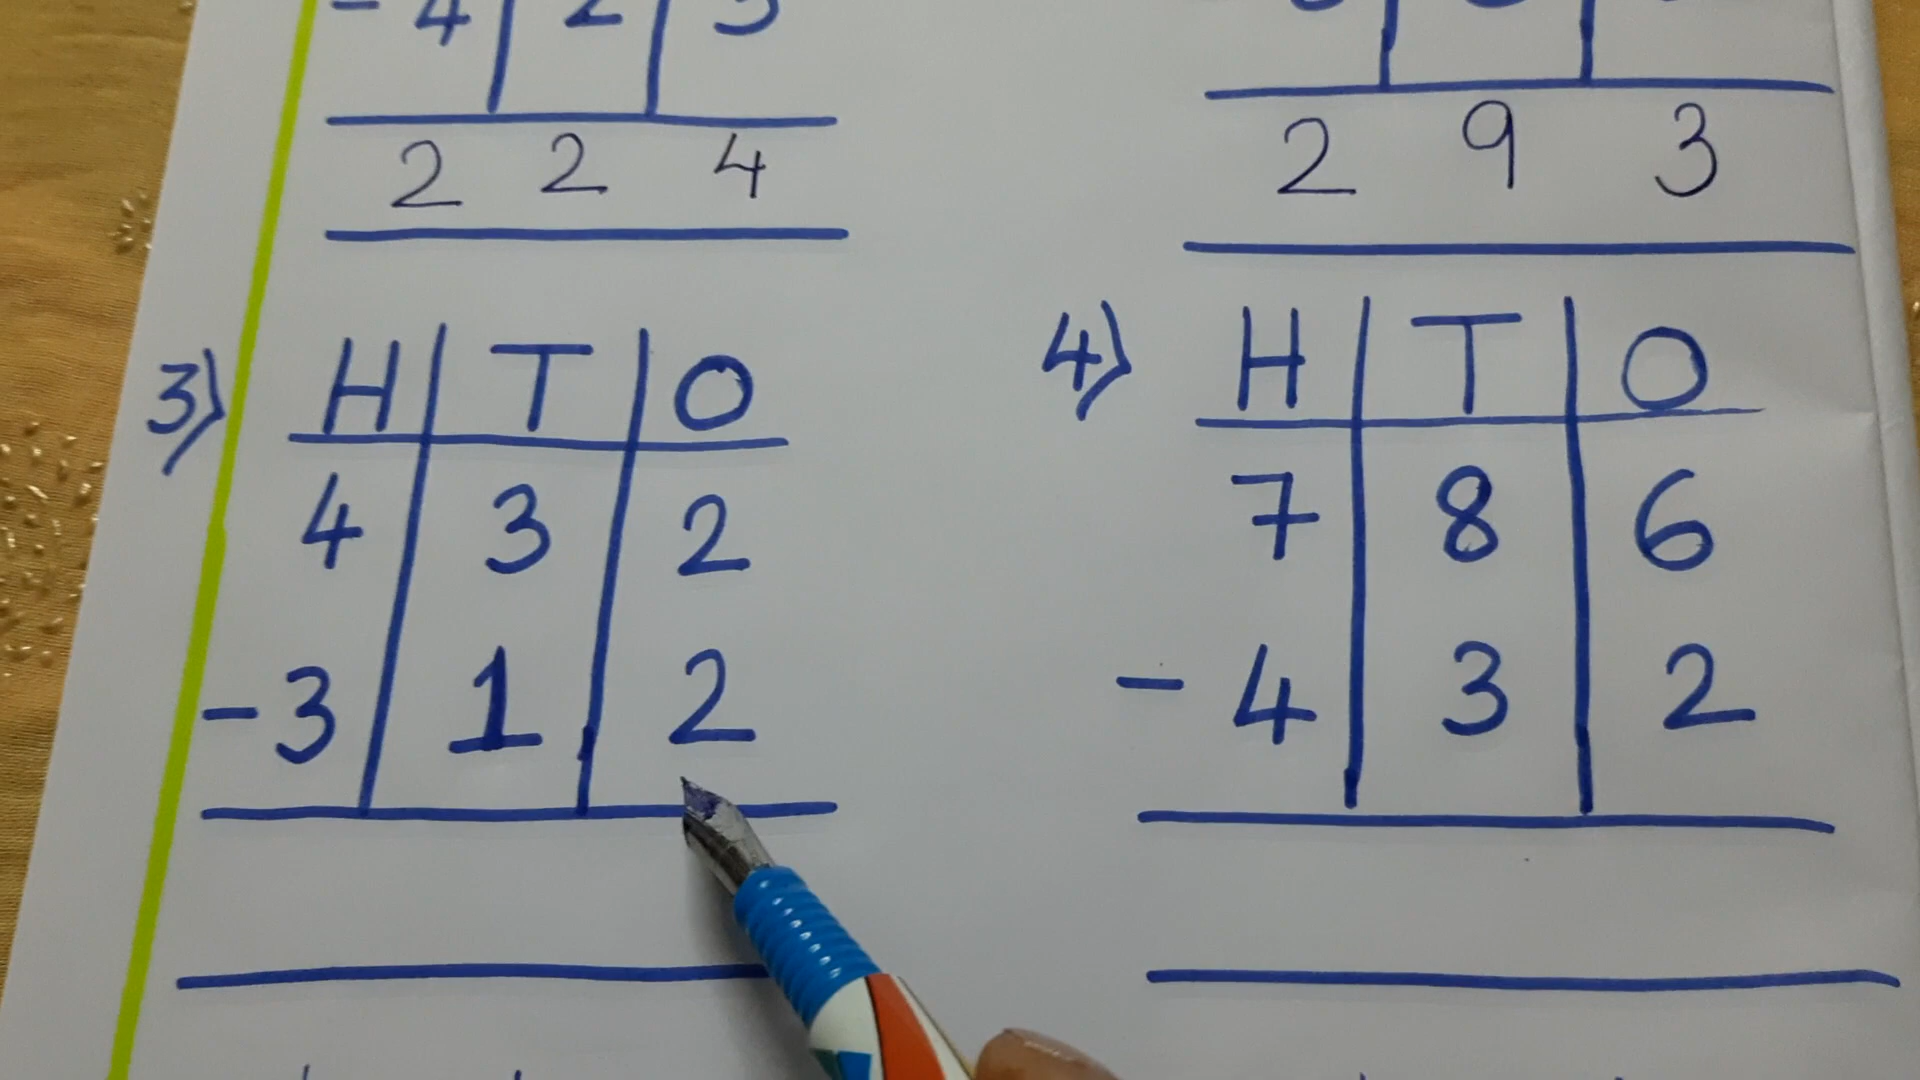 - 4 2 3
2 2 4
2 9 3
3) H T O
4 3 2
- 3 1 2
4) H T O
7 8 6
- 4 3 2